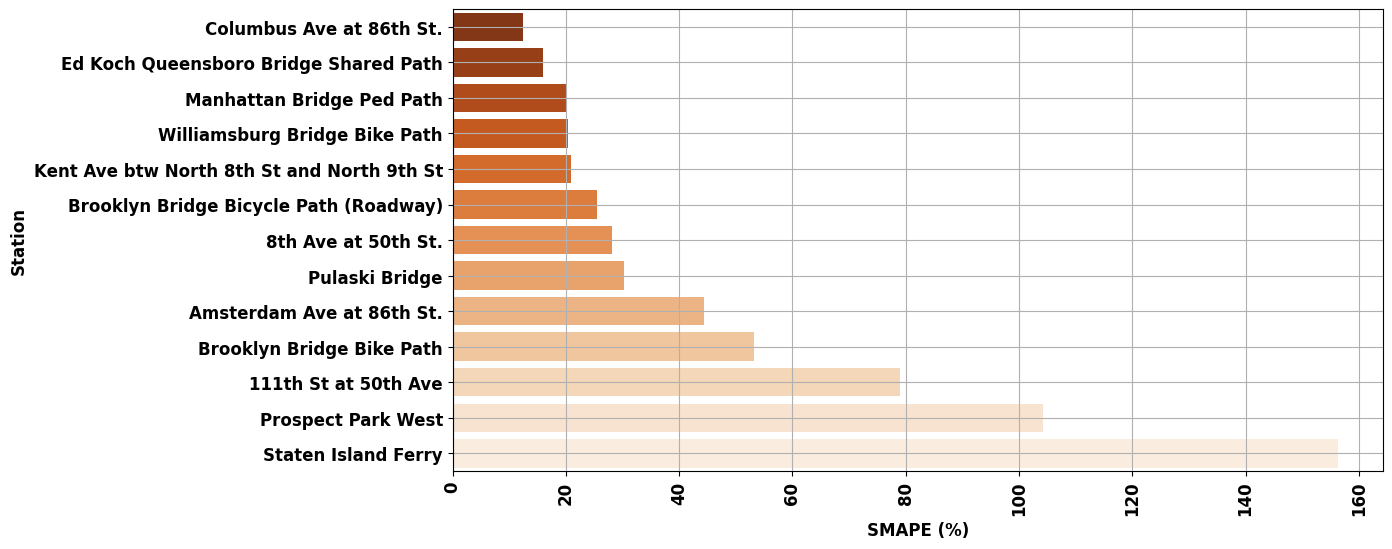 Columbus Ave at 86th St.
Ed Koch Queensboro Bridge Shared Path
Manhattan Bridge Ped Path
Williamsburg Bridge Bike Path
Kent Ave btw North 8th St and North 9th St
Brooklyn Bridge Bicycle Path (Roadway)
8th Ave at 50th St.
Pulaski Bridge
Amsterdam Ave at 86th St.
Brooklyn Bridge Bike Path
111th St at 50th Ave
Prospect Park West
Staten Island Ferry
Station
0
20
40
60
80
100
120
140
160
SMAPE (%)